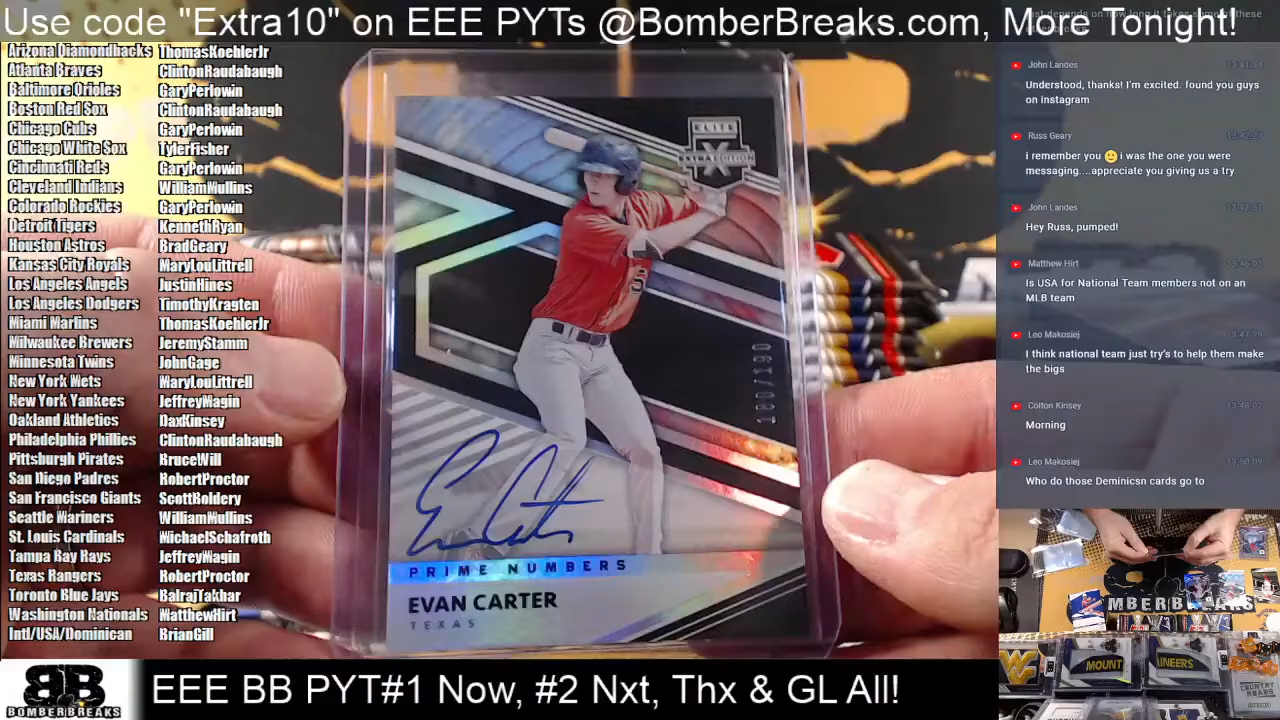 Use code "Extra10" on EEE PYTs @BomberBreaks.com, More Tonight!
Arizona Diamondbacks ThomasKoehlerJr
Atlanta Braves ClintonRaudabaugh
Baltimore Orioles GaryPerlowin
Boston Red Sox ClintonRaudabaugh
Chicago Cubs GaryPerlowin
Chicago White Sox TylerFisher
Cincinnati Reds GaryPerlowin
Cleveland Indians WilliamMullins
Colorado Rockies GaryPerlowin
Detroit Tigers KennethRyan
Houston Astros BradGeary
Kansas City Royals MaryLouLittrell
Los Angeles Angels JustinHines
Los Angeles Dodgers TimothyKragten
Miami Marlins ThomasKoehlerJr
Milwaukee Brewers JeremyStamm
Minnesota Twins JohnGage
New York Mets MaryLouLittrell
New York Yankees JeffreyWagin
Oakland Athletics DaxKinsey
Philadelphia Phillies ClintonRaudabaugh
Pittsburgh Pirates BruceWill
San Diego Padres RobertProctor
San Francisco Giants ScottBoldery
Seattle Mariners WilliamMullins
St. Louis Cardinals MichaelSchafroth
Tampa Bay Rays JeffreyWagin
Texas Rangers RobertProctor
Toronto Blue Jays BalrajTakhar
Washington Nationals MatthewHirt
Intl/USA/Dominican BrianGill
ELITE
X
EXTRA EDITION
5
180/190
Evan Carter
PRIME NUMBERS
EVAN CARTER
TEXAS
John Landes
Understood, thanks! I'm excited. found you guys
on instagram
Russ Geary
i remember you 🙂 i was the one you were
messaging....appreciate you giving us a try
John Landes
Hey Russ, pumped!
Matthew Hirt
Is USA for National Team members not on an
MLB team
Leo Makosiej
I think national team just try's to help them make
the bigs
Colton Kinsey
Morning
Leo Makosiej
Who do those Deminicsn cards go to
MBERBREAKS
MOUNT
AINEERS
BB
BOMBERBREAKS
EEE BB PYT#1 Now, #2 Nxt, Thx & GL All!